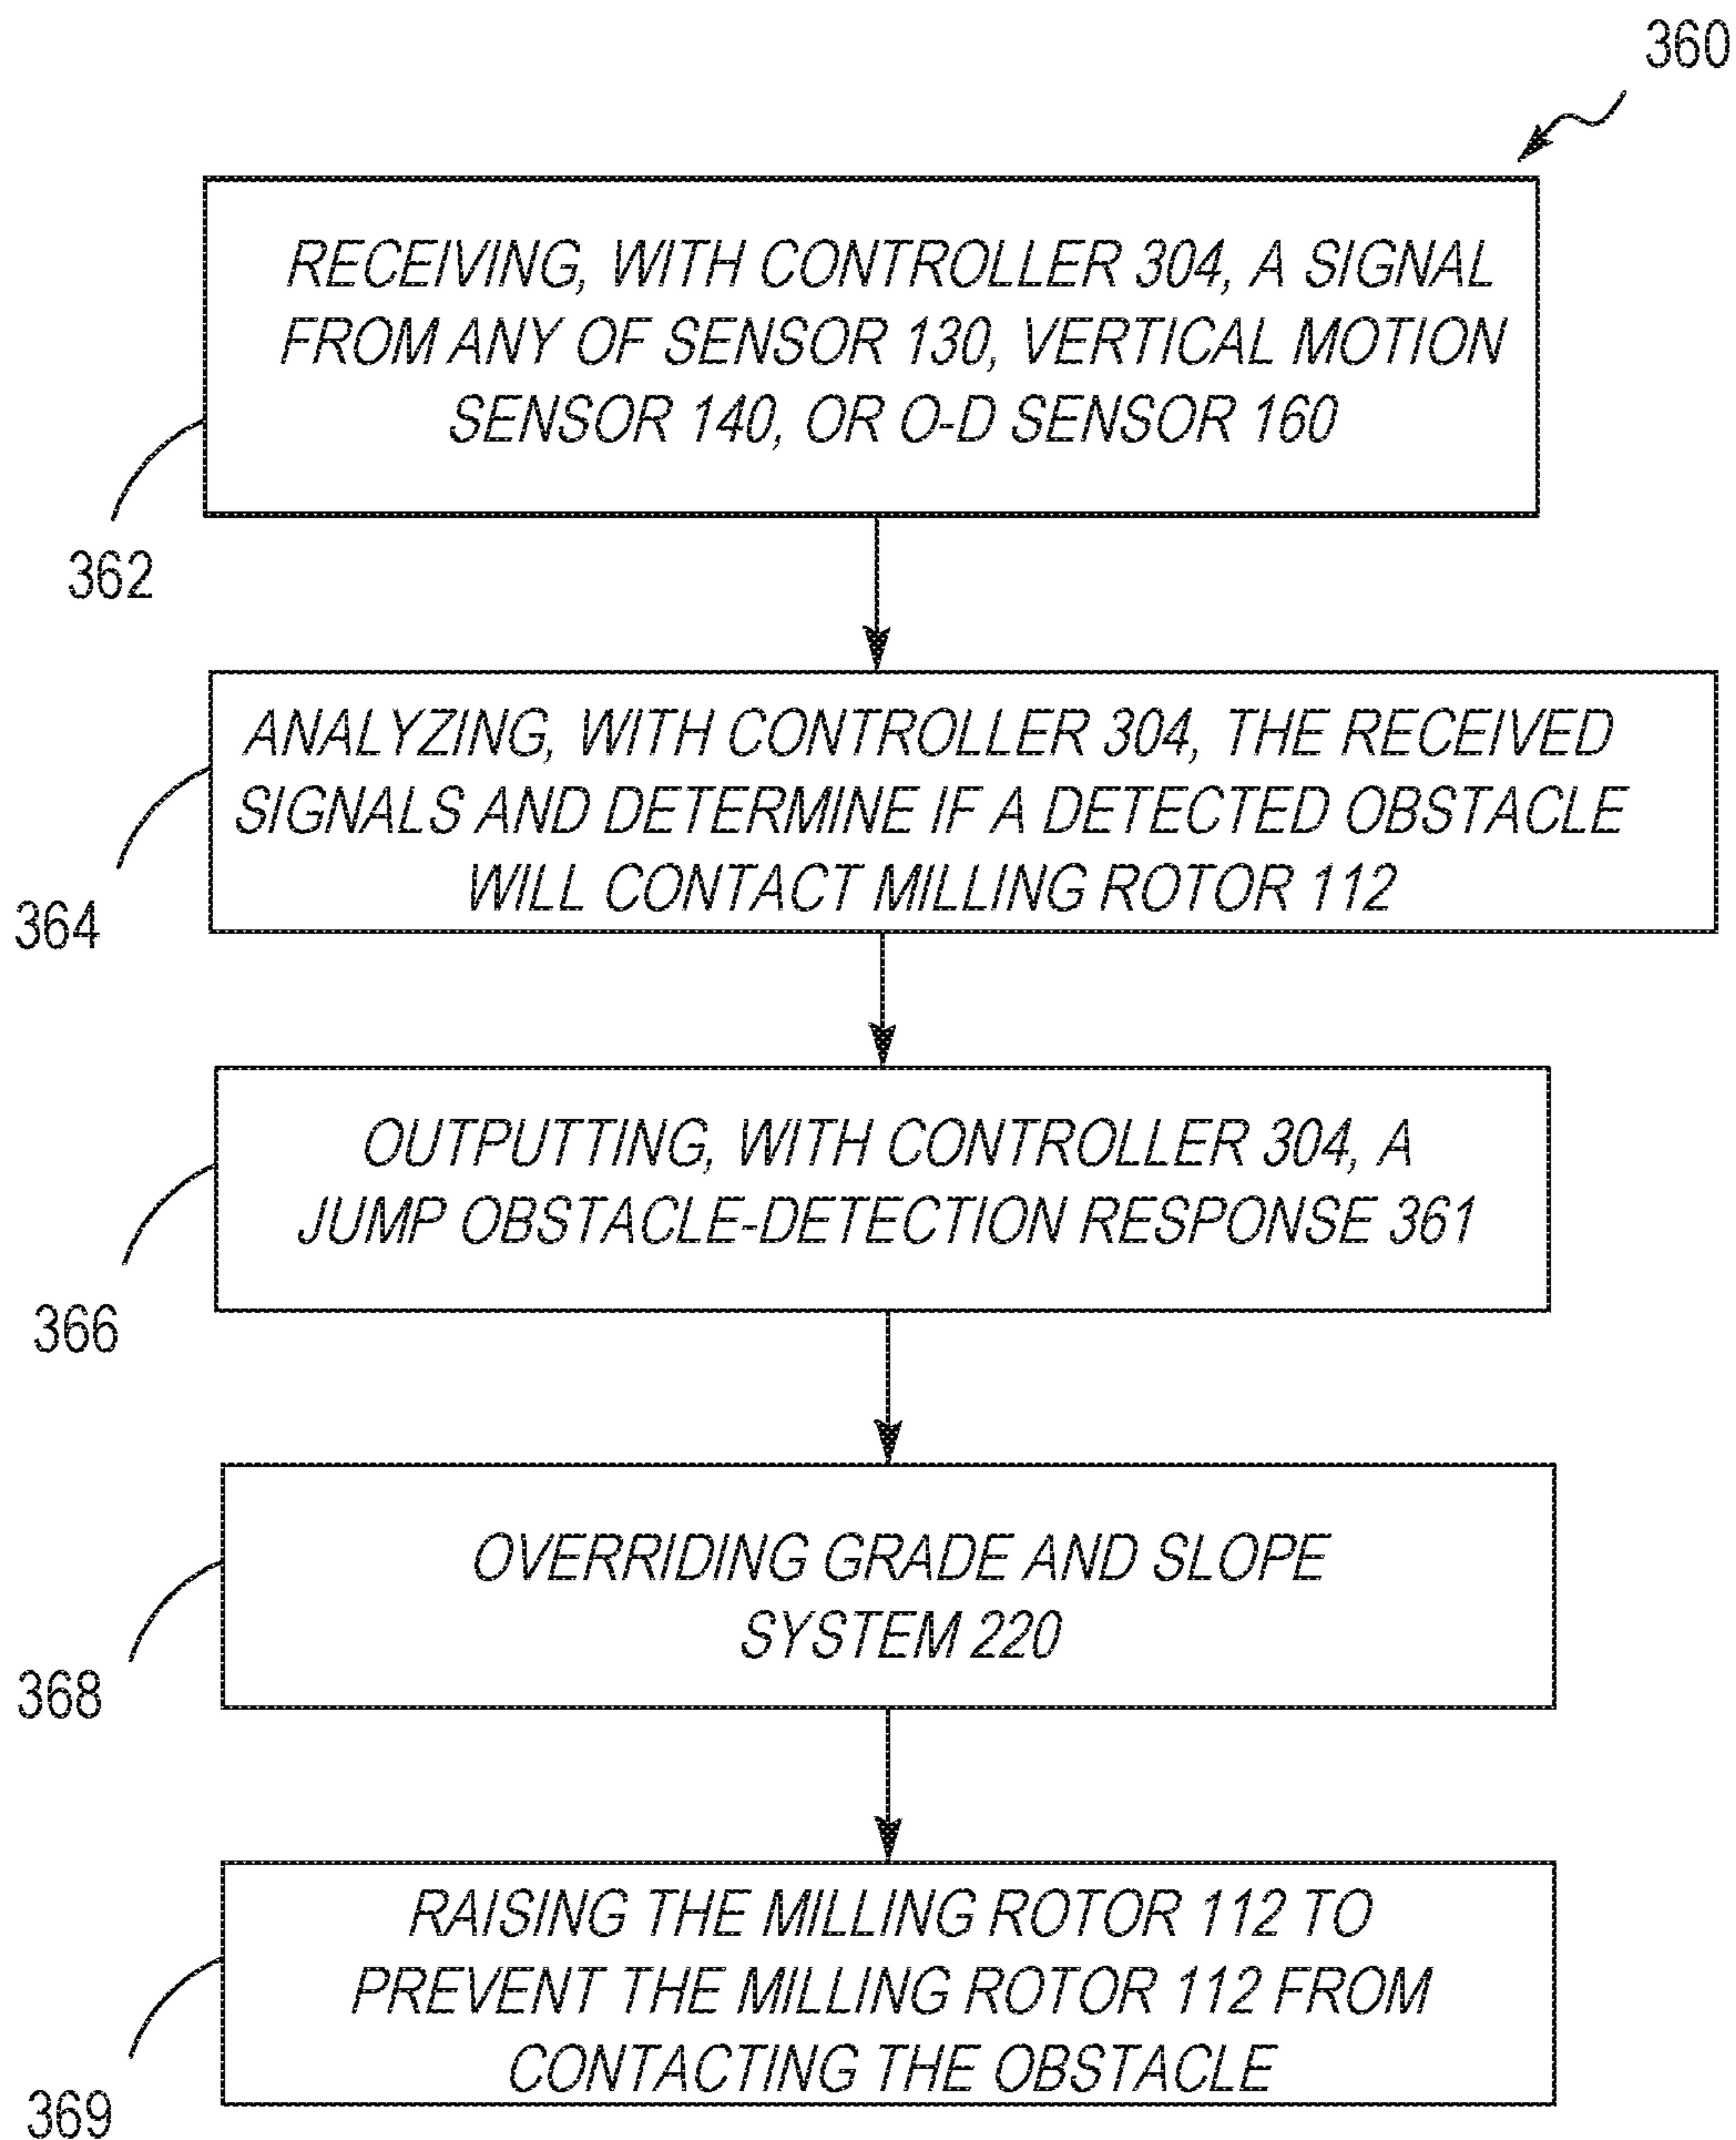 360
RECEIVING, WITH CONTROLLER 304, A SIGNAL
FROM ANY OF SENSOR 130, VERTICAL MOTION
SENSOR 140, OR O-D SENSOR 160
362
ANALYZING, WITH CONTROLLER 304, THE RECEIVED
SIGNALS AND DETERMINE IF A DETECTED OBSTACLE
WILL CONTACT MILLING ROTOR 112
364
OUTPUTTING, WITH CONTROLLER 304, A
JUMP OBSTACLE-DETECTION RESPONSE 361
366
OVERRIDING GRADE AND SLOPE
SYSTEM 220
368
RAISING THE MILLING ROTOR 112 TO
PREVENT THE MILLING ROTOR 112 FROM
CONTACTING THE OBSTACLE
369